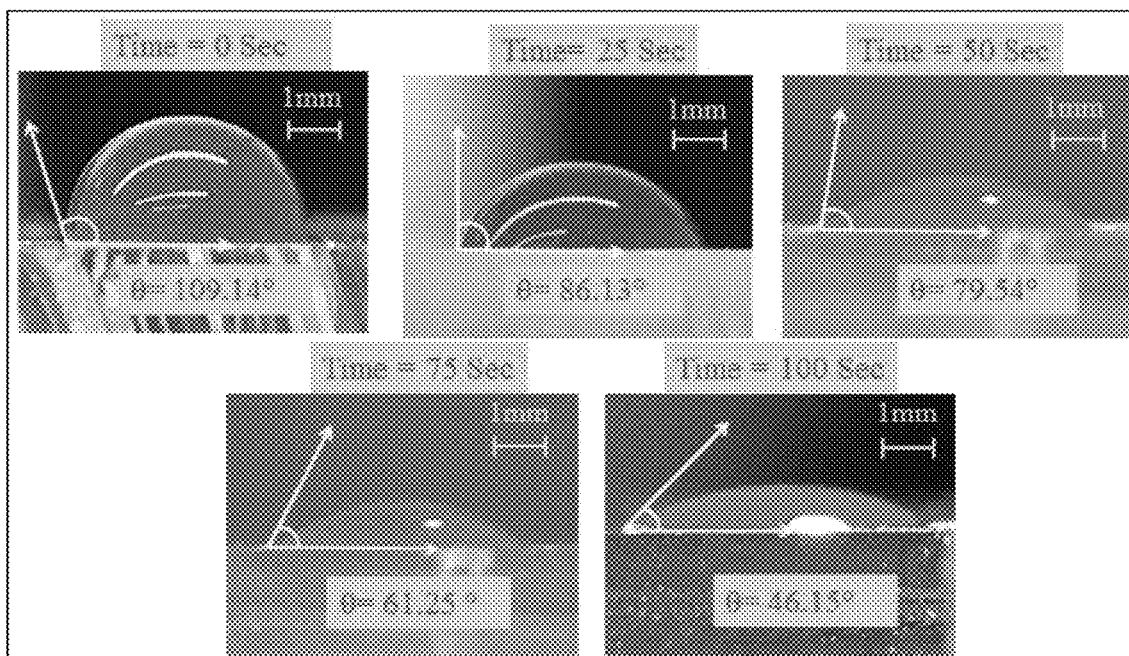 Time = 0 Sec
1mm
θ= 109.14°
Time= 25 Sec
1mm
θ= 86.13°
Time = 50 Sec
1mm
θ= 79.54°
Time = 75 Sec
1mm
θ= 61.25 °
Time = 100 Sec
1mm
θ= 46.15°